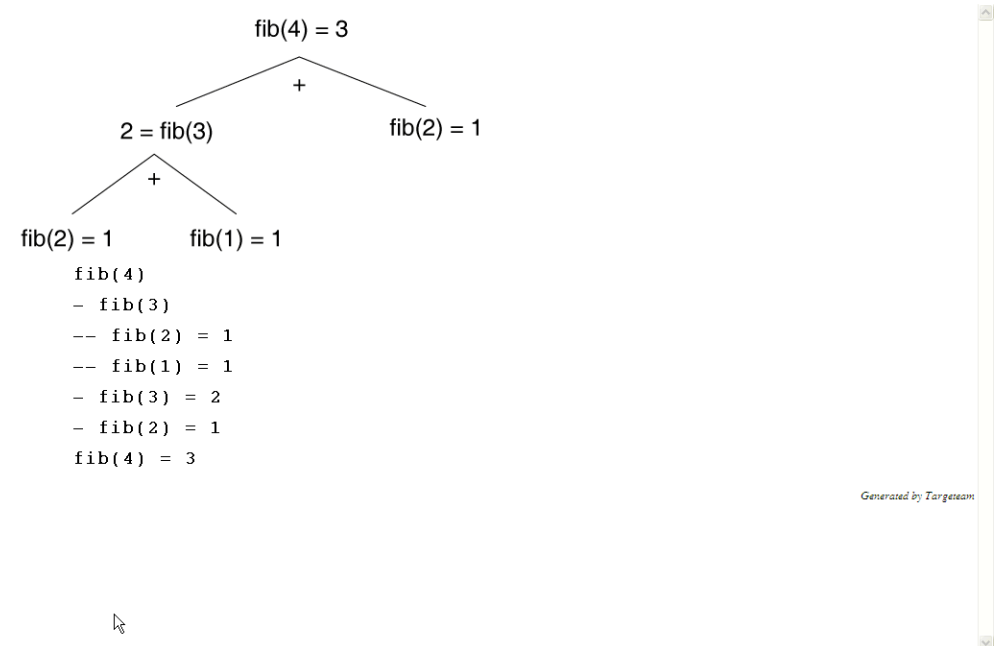 fib(4) = 3
+
2 = fib(3)
fib(2) = 1
+
fib(2) = 1
fib(1) = 1
fib(4)
- fib(3)
-- fib(2) = 1
-- fib(1) = 1
- fib(3) = 2
- fib(2) = 1
fib(4) = 3
Generated by Targeteam